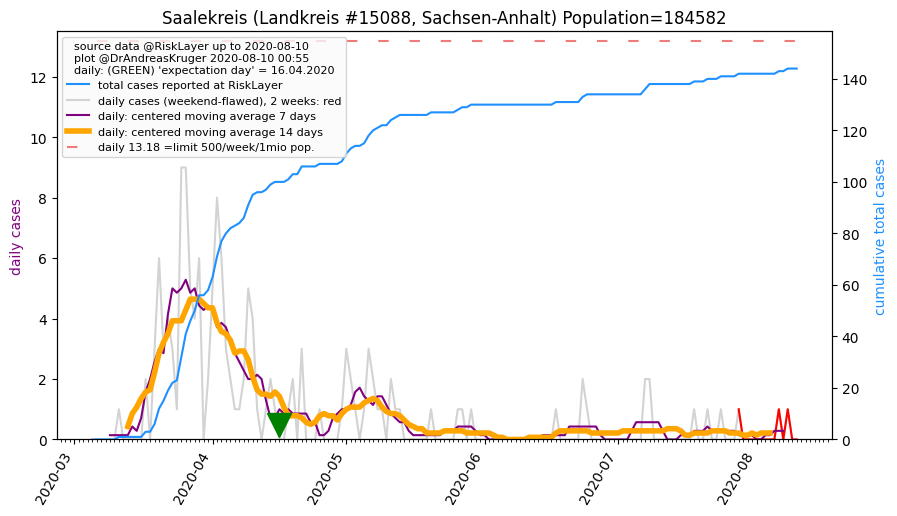 Saalekreis (Landkreis #15088, Sachsen-Anhalt) Population=184582
source data @RiskLayer up to 2020-08-10
plot @DrAndreasKruger 2020-08-10 00:55
daily: (GREEN) 'expectation day' = 16.04.2020
total cases reported at RiskLayer
daily cases (weekend-flawed), 2 weeks: red
daily: centered moving average 7 days
daily: centered moving average 14 days
daily 13.18 =limit 500/week/1mio pop.
daily cases
12
10
8
6
4
2
0
cumulative total cases
140
120
100
80
60
40
20
0
2020-03
2020-04
2020-05
2020-06
2020-07
2020-08